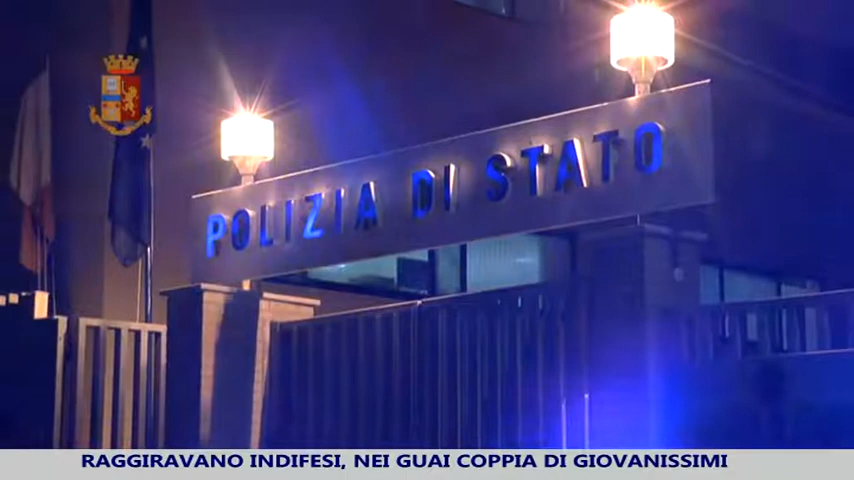 POLIZIA DI STATO
RAGGIRAVANO INDIFESI, NEI GUAI COPPIA DI GIOVANISSIMI